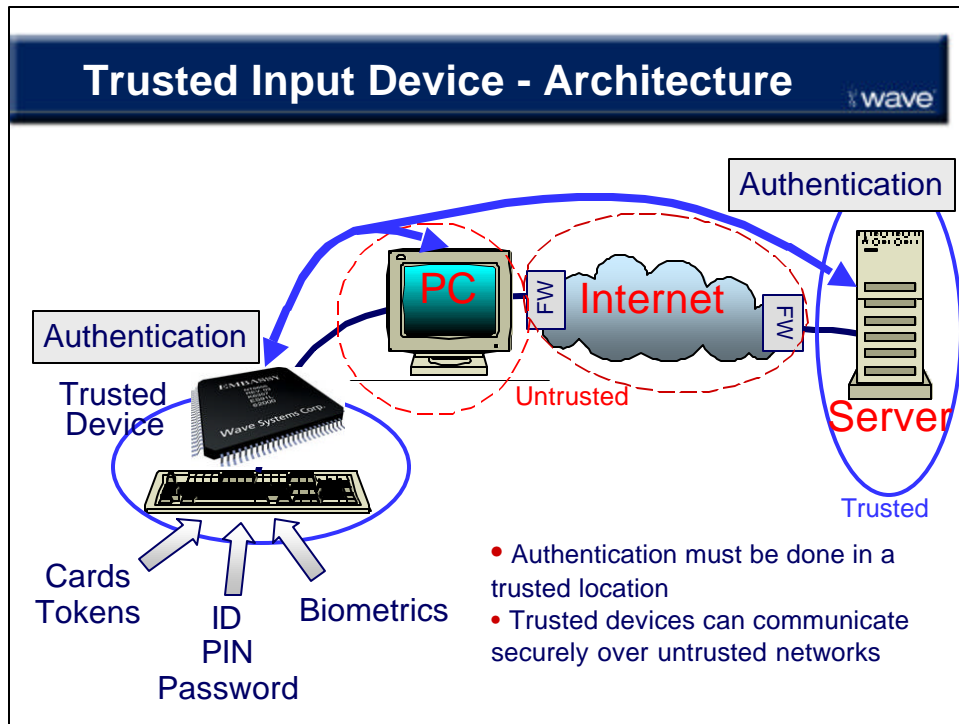 Trusted Input Device - Architecture
wave
Authentication
PC
FW
Internet
FW
Authentication
Trusted
Device
EMBASSY
Wave Systems Corp.
Untrusted
Server
Trusted
Cards
Tokens
ID
PIN
Password
Biometrics
• Authentication must be done in a
trusted location
• Trusted devices can communicate
securely over untrusted networks